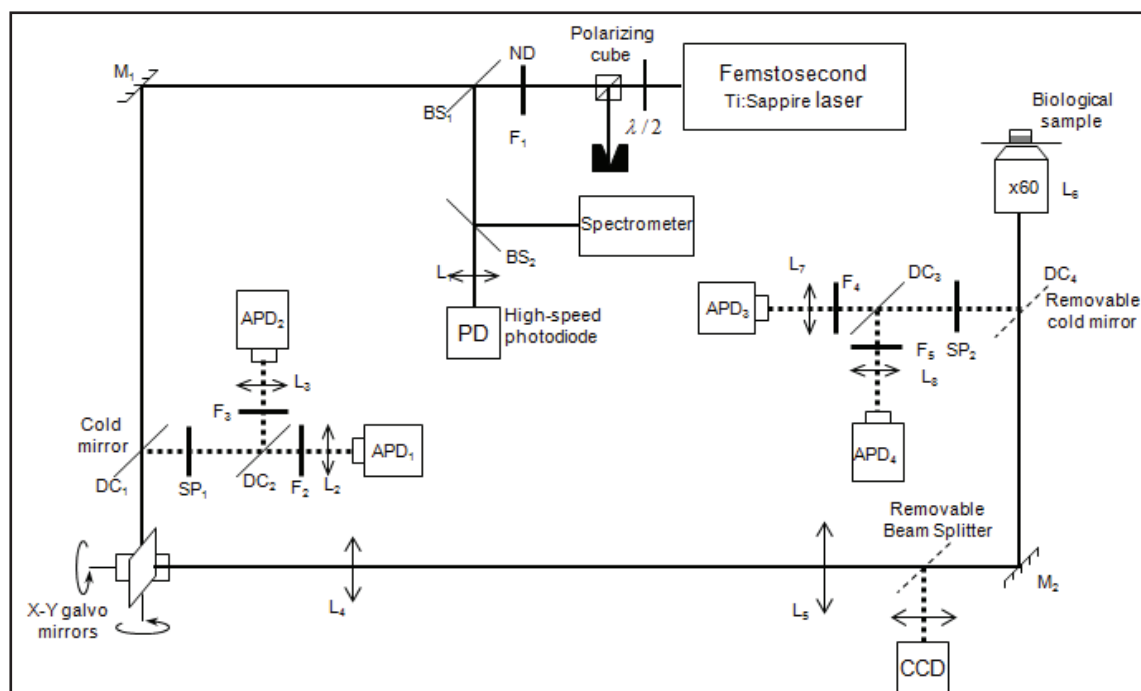 Polarizing
cube
ND
Femstosecond
Ti:Sappire laser
M1
BS1
F1
λ/2
Biological
sample
x60
L6
Spectrometer
BS2
L
PD
High-speed
photodiode
L7
F4
DC3
DC4
Removable
cold mirror
APD3
F5
SP2
L8
APD4
APD2
L3
F3
Cold
mirror
DC1
SP1
DC2
F2
L2
APD1
Removable
Beam Splitter
X-Y galvo
mirrors
L4
L5
M2
CCD